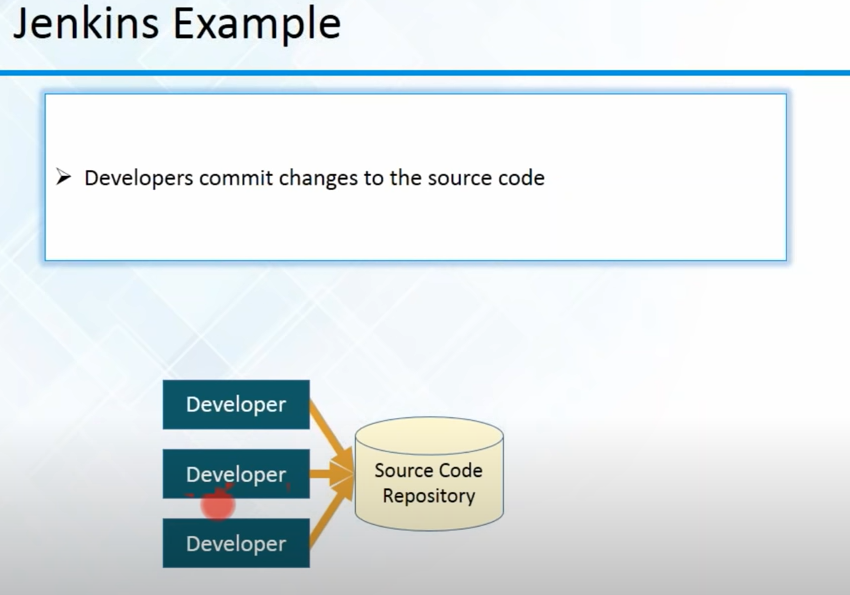 Jenkins Example
Developers commit changes to the source code
Developer
Developer
Developer
Source Code
Repository